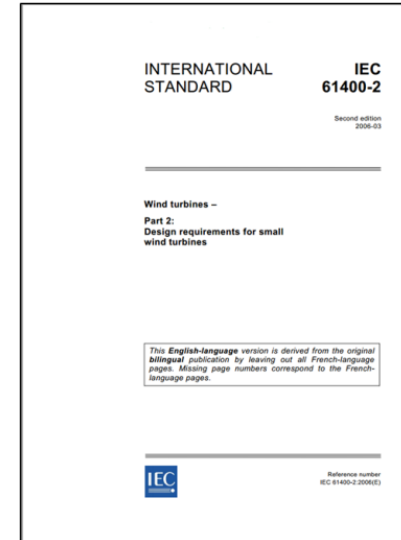 INTERNATIONAL
STANDARD
IEC
61400-2
Second edition
2006-03
Wind turbines –
Part 2:
Design requirements for small
wind turbines
This English-language version is derived from the original
bilingual publication by leaving out all French-language
pages. Missing page numbers correspond to the French-
language pages.
IEC
Reference number
IEC 61400-2:2006(E)